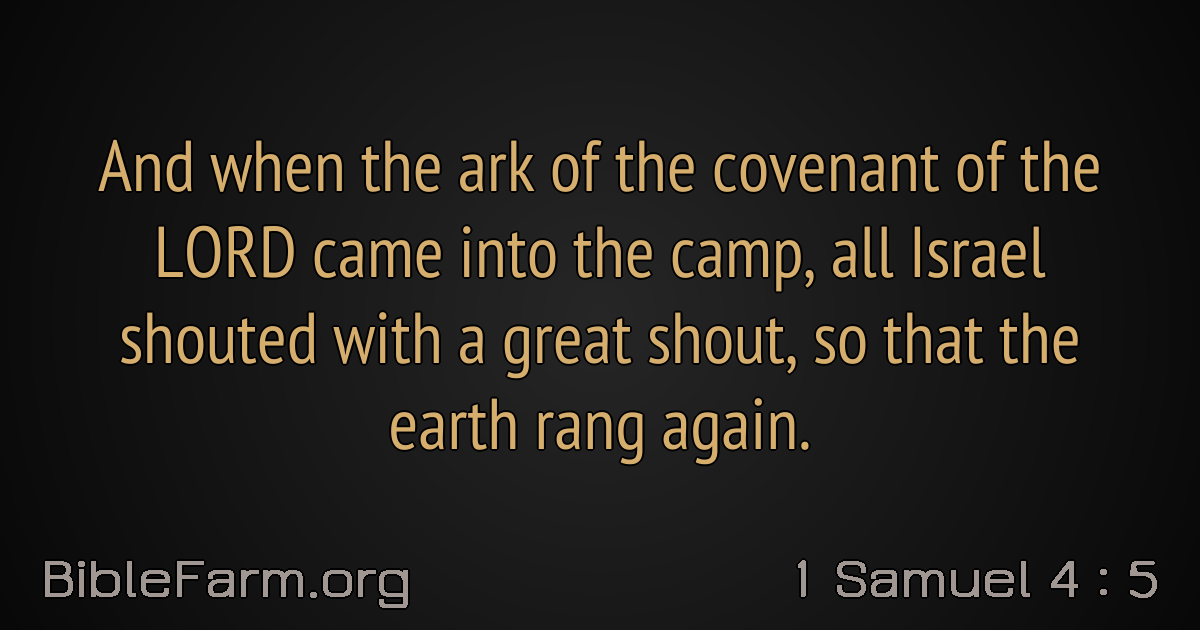 And when the ark of the covenant of the
LORD came into the camp, all Israel
shouted with a great shout, so that the
earth rang again.
BibleFarm.org
1 Samuel 4 : 5